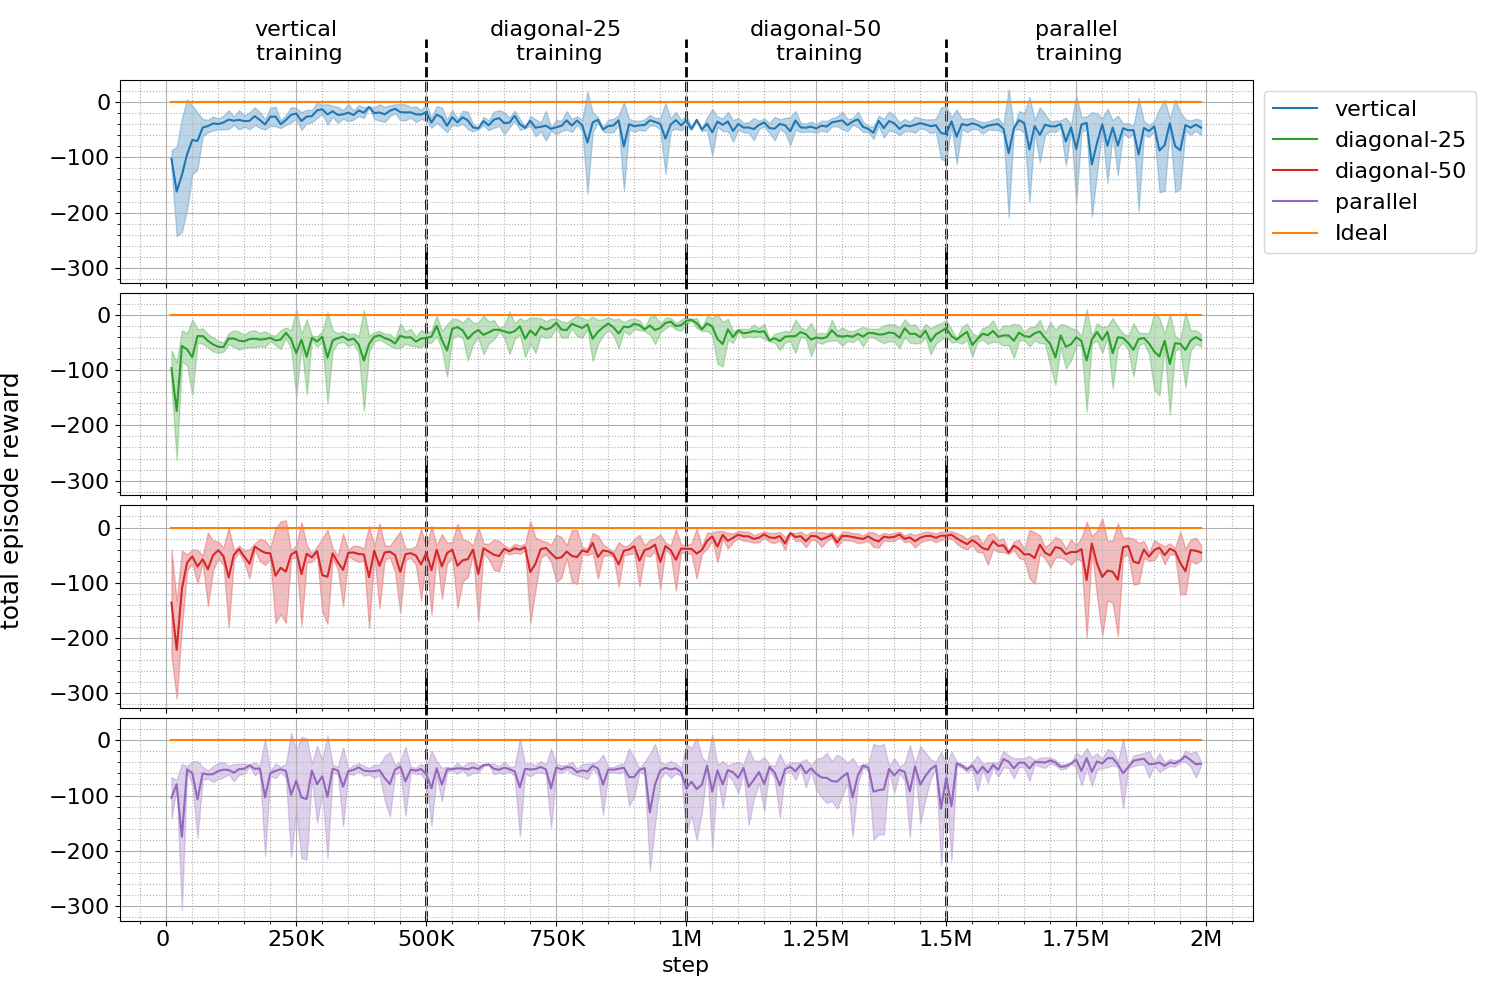 vertical
training
diagonal-25
training
diagonal-50
training
parallel
training
0
−100
−200
−300
0
−100
−200
−300
0
−100
−200
−300
0
−100
−200
−300
total episode reward
0
250K
500K
750K
1M
1.25M
1.5M
1.75M
2M
step
vertical
diagonal-25
diagonal-50
parallel
Ideal